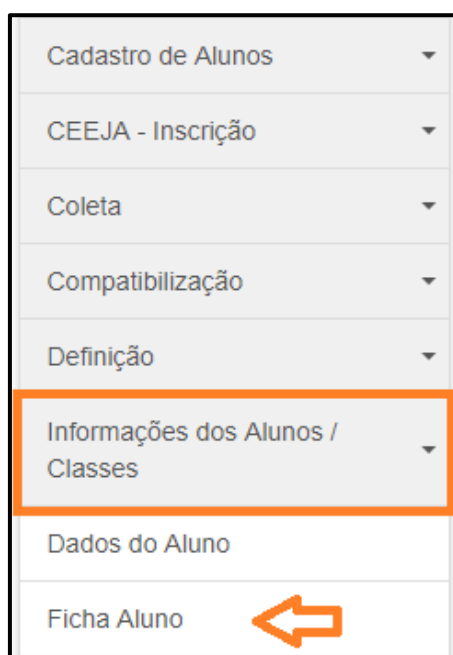 Cadastro de Alunos
CEEJA - Inscrição
Coleta
Compatibilização
Definição
Informações dos Alunos /
Classes
Dados do Aluno
Ficha Aluno